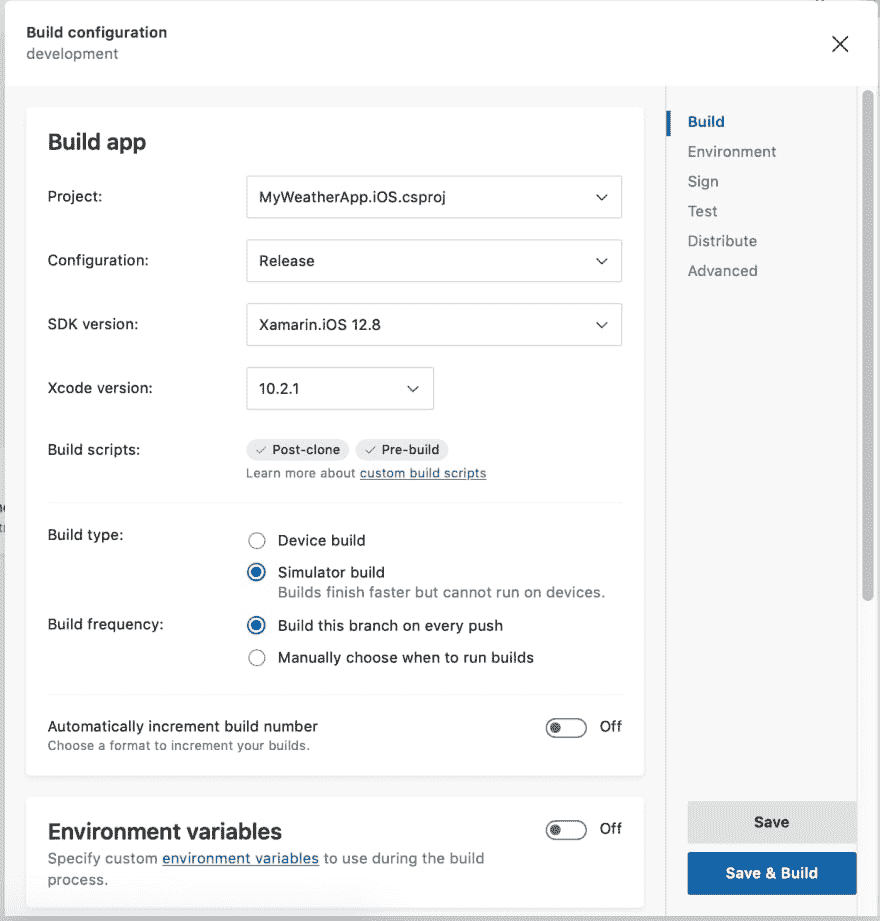 Build configuration
development
Build app
Project:
MyWeatherApp.iOS.csproj
Configuration:
Release
SDK version:
Xamarin.iOS 12.8
Xcode version:
10.2.1
Build scripts:
Post-clone Pre-build
Learn more about custom build scripts
Build type:
Device build
Simulator build
Builds finish faster but cannot run on devices.
Build frequency:
Build this branch on every push
Manually choose when to run builds
Automatically increment build number
Off
Choose a format to increment your builds.
Environment variables
Off
Specify custom environment variables to use during the build
process.
Build
Environment
Sign
Test
Distribute
Advanced
Save
Save & Build